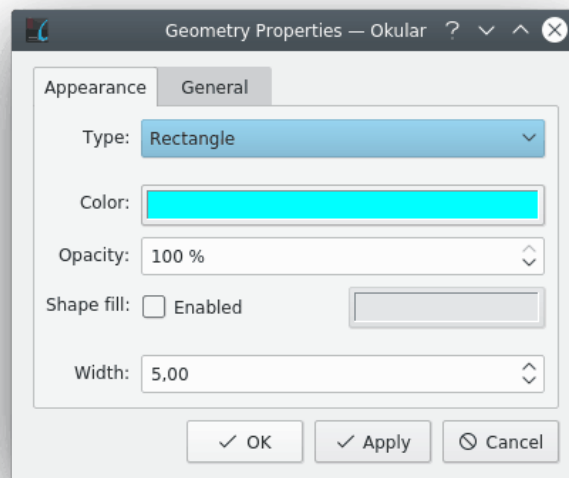 Geometry Properties — Okular
Appearance General
Type: Rectangle
Color:
Opacity: 100 %
Shape fill: Enabled
Width: 5,00
OK Apply Cancel